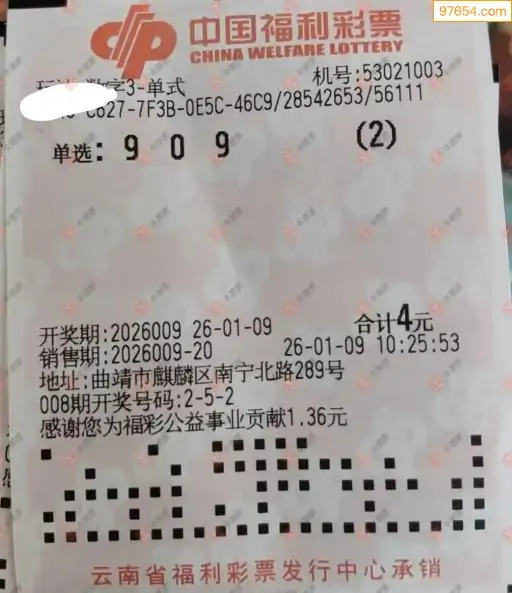 97654.com
中国福利彩票
CHINA WELFARE LOTTERY
数字3-单式
机号:53021003
C627-7F3B-0E5C-46C9/28542653/56111
单选: 9 0 9 (2)
开奖期:2026009 26-01-09
合计4元
销售期:2026009-20 26-01-09 10:25:53
地址:曲靖市麒麟区南宁北路289号
008期开奖号码:2-5-2
感谢您为福彩公益事业贡献1.36元
云南省福利彩票发行中心承销